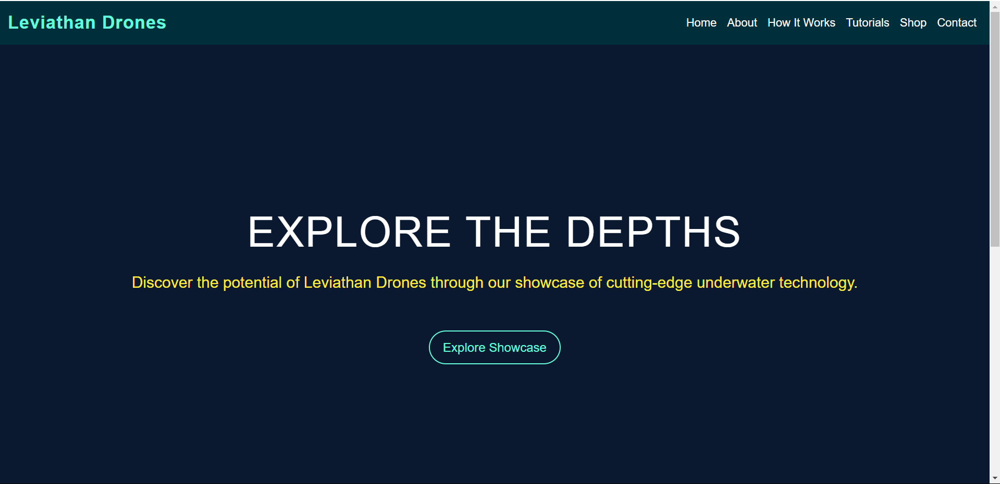 Leviathan Drones
Home About How It Works Tutorials Shop Contact
EXPLORE THE DEPTHS
Discover the potential of Leviathan Drones through our showcase of cutting-edge underwater technology.
Explore Showcase